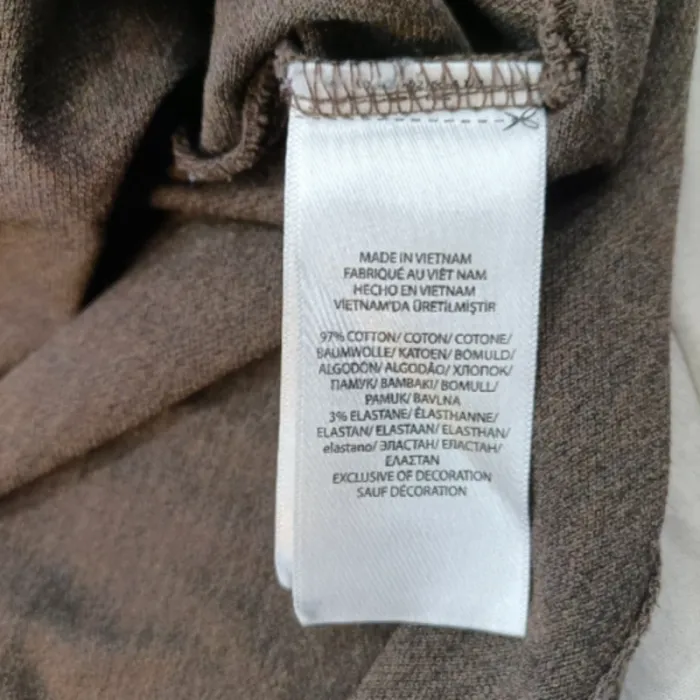 MADE IN VIETNAM
FABRIQUÉ AU VIÊT NAM
HECHO EN VIETNAM
VIETNAM'DA ÜRETİLMİŞTİR
97% COTTON/ COTON/ COTONE/
BAUMWOLLE/ KATOEN/ BOMULD/
ALGODÓN/ ALGODÃO/ ХЛОПОК/
ПАМУК/ BAMBAKI/ BOMULL/
PAMUK/ BAVLNA
3% ELASTANE/ ÉLASTHANNE/
ELASTAN/ ELASTAAN/ ELASTHAN/
elastano/ ЭЛАСТАН/ ЕЛАСТАН/
ΕΛΑΣΤΑΝ
EXCLUSIVE OF DECORATION
SAUF DÉCORATION